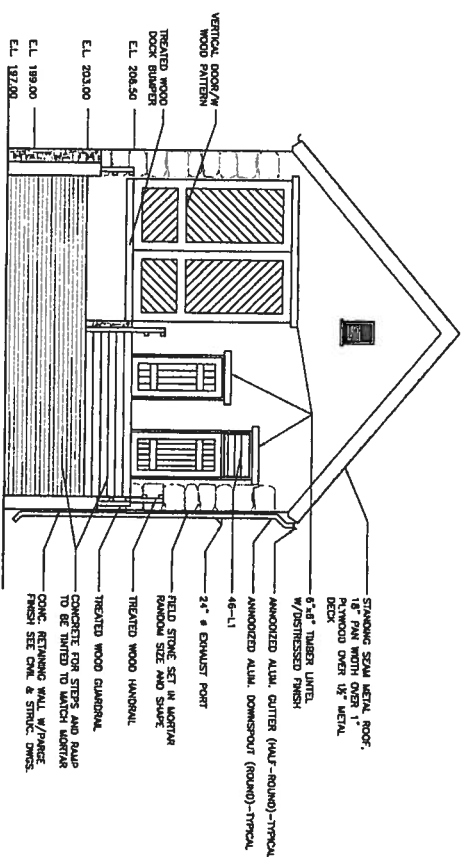 VERTICAL DOOR/W
WOOD PATTERN
TREATED WOOD
DOCK BUMPER
E.L. 206.50
E.L. 203.00
E.L. 199.00
E.L. 197.00
STANDING SEAM METAL ROOF,
18" PAN WIDTH OVER 1"
PLYWOOD OVER 1½" METAL
DECK
6"x8" TIMBER LINTEL
W/DISTRESSED FINISH
ANNODIZED ALUM. GUTTER (HALF-ROUND)-TYPICAL
ANNODIZED ALUM. DOWNSPOUT (ROUND)-TYPICAL
46-L1
24" ø EXHAUST PORT
FIELD STONE SET IN MORTAR
RANDOM SIZE AND SHAPE
TREATED WOOD HANDRAIL
TREATED WOOD GUARDRAIL
CONCRETE FOR STEPS AND RAMP
TO BE TINTED TO MATCH MORTAR
CONC. RETAINING WALL W/PARGE
FINISH SEE CIVIL & STRUC. DWGS.